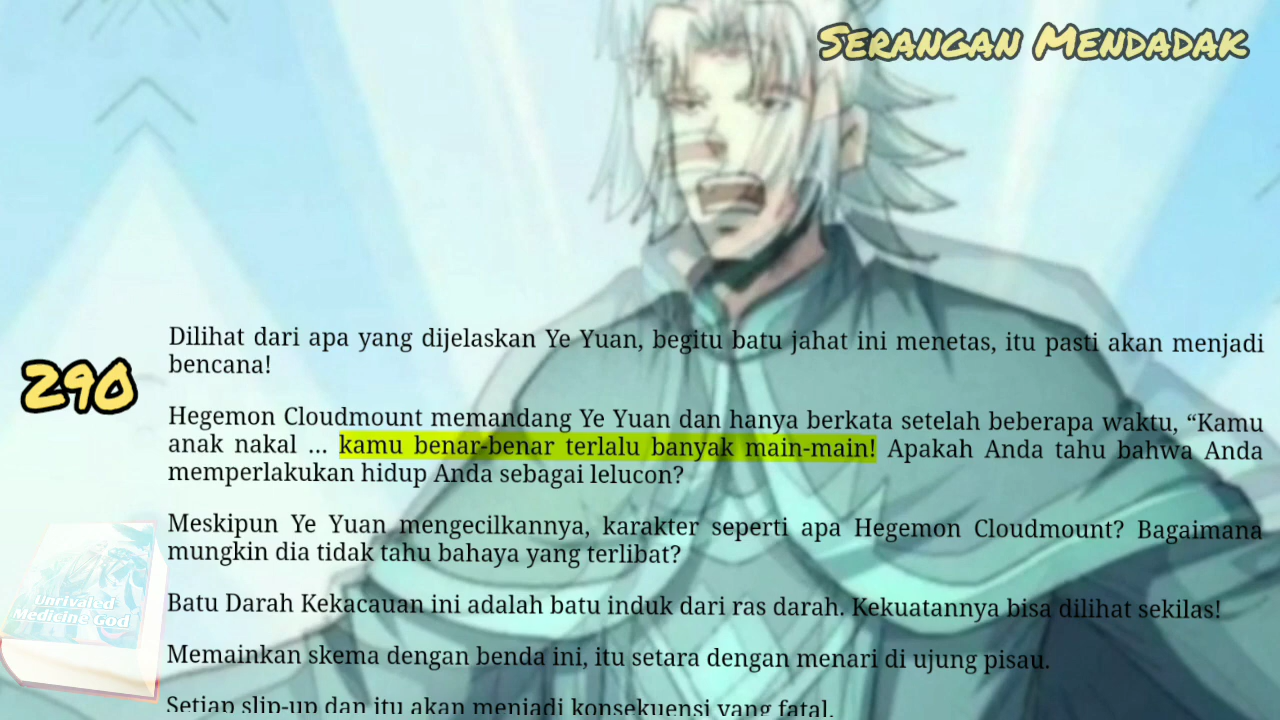 Serangan Mendadak
Dilihat dari apa yang dijelaskan Ye Yuan, begitu batu jahat ini menetas, itu pasti akan menjadi
bencana!
290
Hegemon Cloudmount memandang Ye Yuan dan hanya berkata setelah beberapa waktu, “Kamu
anak nakal ... kamu benar-benar terlalu banyak main-main! Apakah Anda tahu bahwa Anda
memperlakukan hidup Anda sebagai lelucon?
Meskipun Ye Yuan mengecilkannya, karakter seperti apa Hegemon Cloudmount? Bagaimana
mungkin dia tidak tahu bahaya yang terlibat?
Unrivaled
Medicine God
Batu Darah Kekacauan ini adalah batu induk dari ras darah. Kekuatannya bisa dilihat sekilas!
Memainkan skema dengan benda ini, itu setara dengan menari di ujung pisau.
Setiap slip-up dan itu akan menjadi konsekuensi yang fatal.